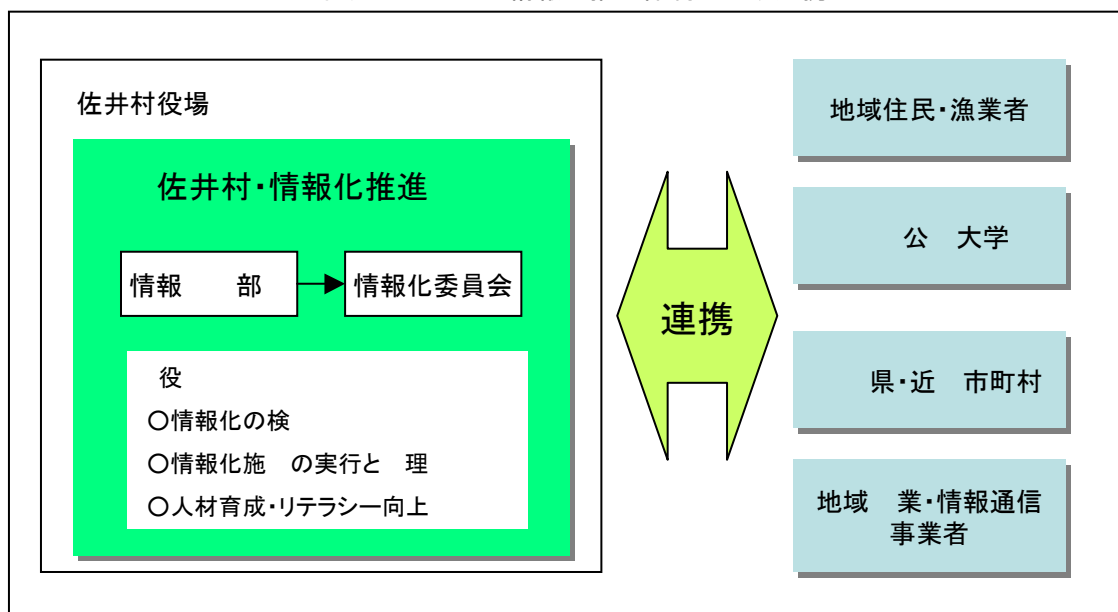 佐井村役場
佐井村・情報化推進
情報　　部
情報化委員会
役
○情報化の検
○情報化施　の実行と　理
○人材育成・リテラシー向上
連携
地域住民・漁業者
公　大学
県・近　市町村
地域　業・情報通信
事業者